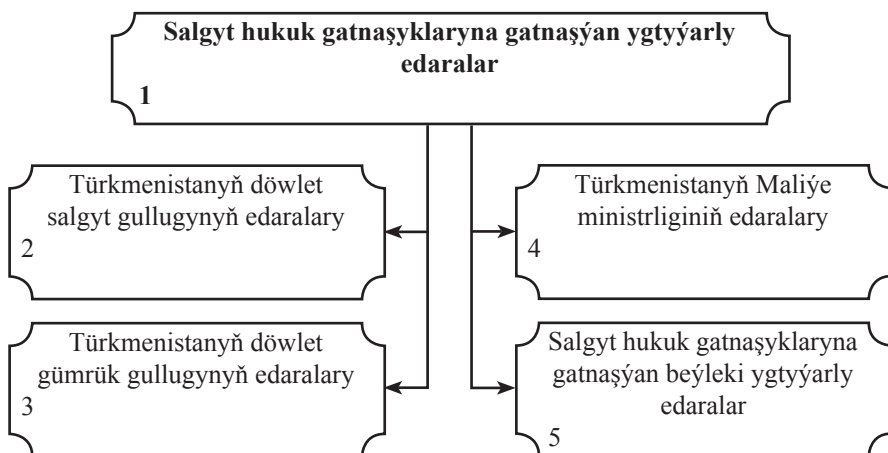 Salgyt hukuk gatnaşyklaryna gatnaşýan ygtyýarly
edaralar
1
Türkmenistanyň döwlet
salgyt gullugynyň edaralary
2
Türkmenistanyň Maliýe
ministrliginiň edaralary
4
Türkmenistanyň döwlet
gümrük gullugynyň edaralary
3
Salgyt hukuk gatnaşyklaryna
gatnaşýan beýleki ygtyýarly
edaralar
5